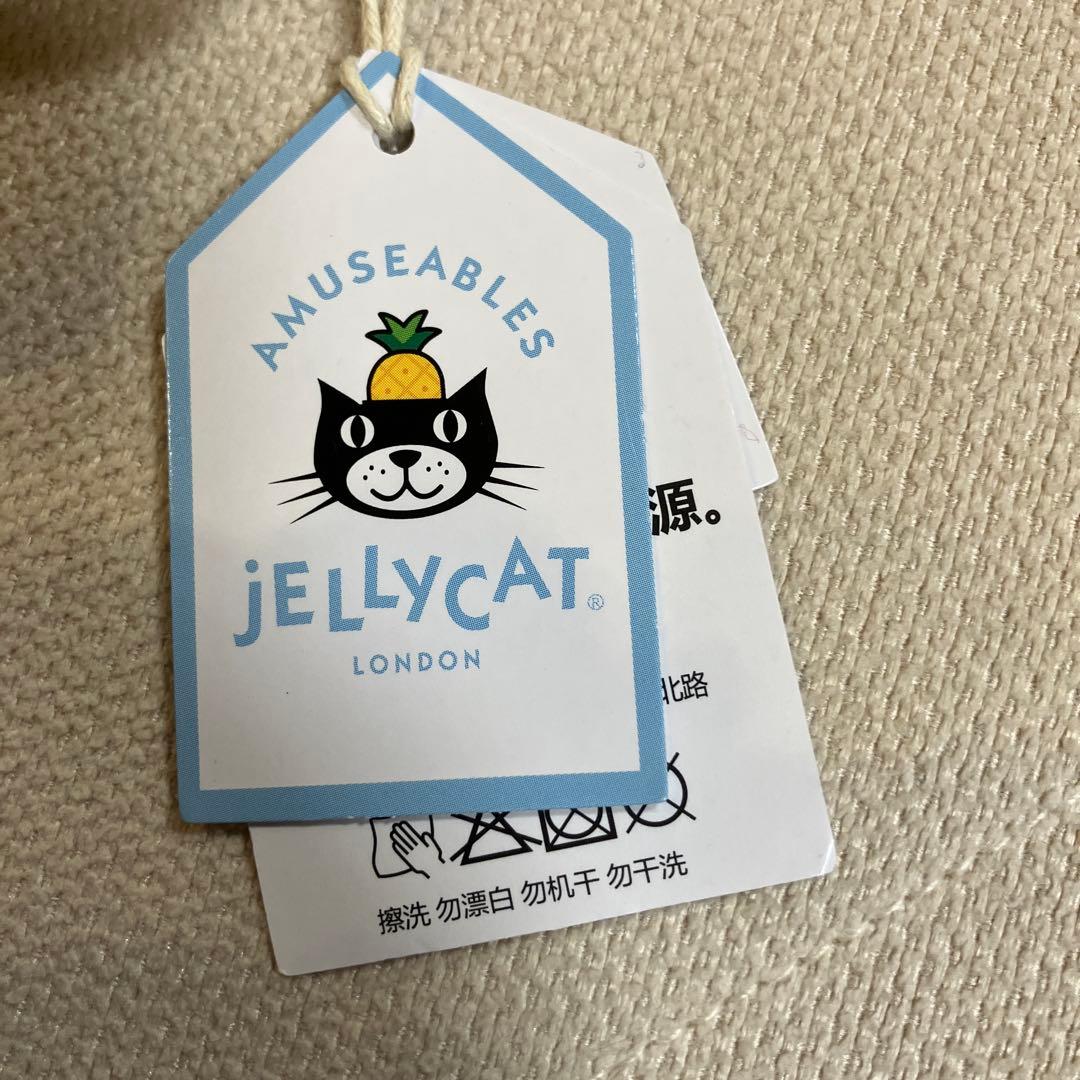 AMUSEABLES
jELLYCAT®
LONDON
源。
北路
擦洗 勿漂白 勿机干 勿干洗